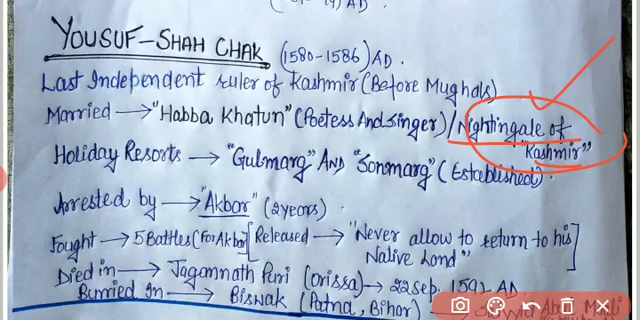 AD
YOUSUF-SHAH CHAK (1580-1586) AD.
Last Independent ruler of Kashmir (Before Mughals)
Married → "Habba Khatun" (Poetess And Singer) / Nightingale of "Kashmir"
Holiday Resorts → "Gulmarg" AND "Sonmarg" (Established).
Arrested by → "Akbar" (2 years).
Fought → 5 Battles (For Akbar) [Released → "Never allow to return to his Native Lond"]
Died in → Jagannath Puri (Orissa) → 22 Sep. 1592 AD
Burried In → Biswak (Patna, Bihar)